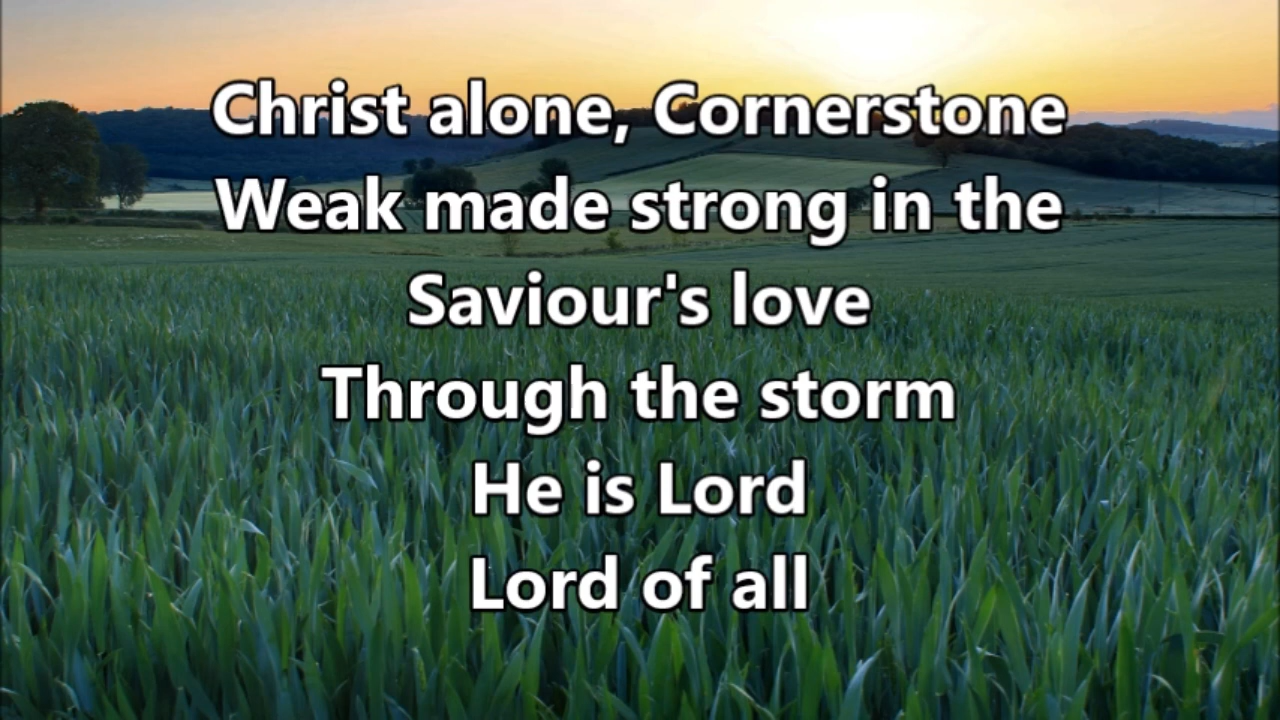 Christ alone, Cornerstone
Weak made strong in the
Saviour's love
Through the storm
He is Lord
Lord of all